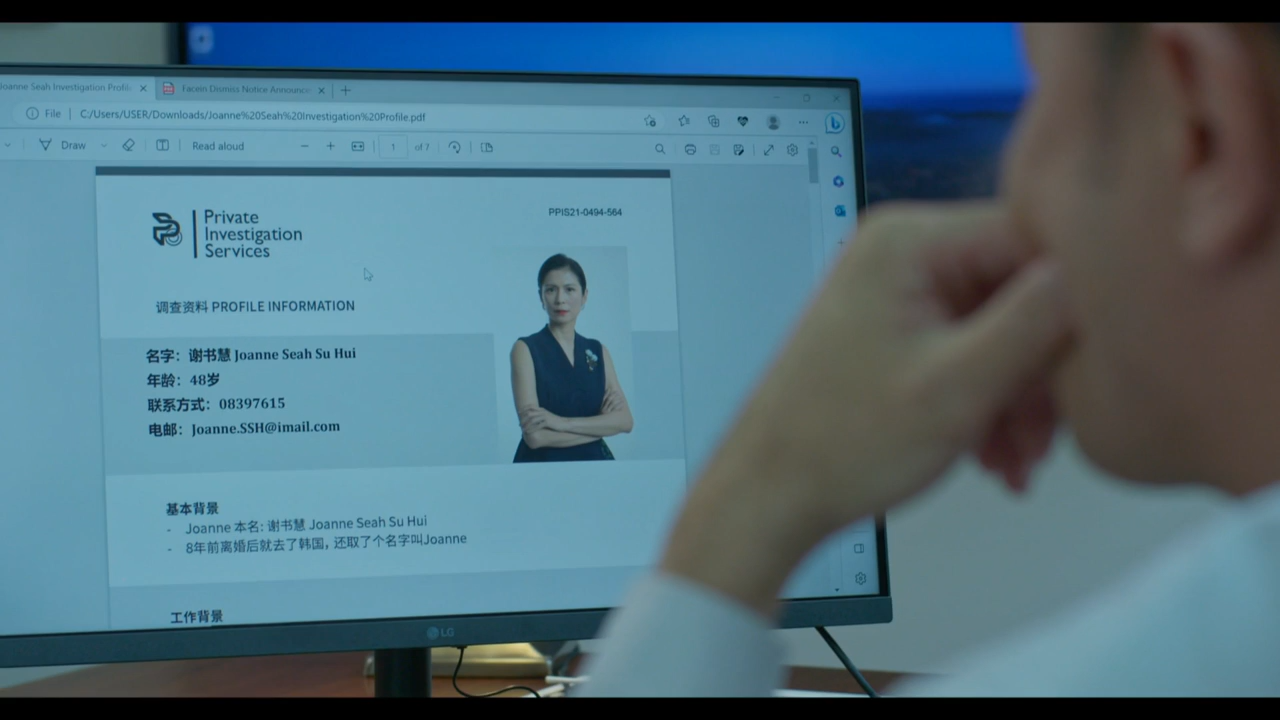 Joanne Seah Investigation Profil
Facein Dismiss Notice Announc
File
C:/Users/USER/Downloads/Joanne%20Seah%20Investigation%20Profile.pdf
Draw
Read aloud
1
of 7
Private
Investigation
Services
PPIS21-0494-564
调查资料 PROFILE INFORMATION
名字：谢书慧 Joanne Seah Su Hui
年龄：48岁
联系方式：08397615
电邮：Joanne.SSH@imail.com
基本背景
- Joanne 本名: 谢书慧 Joanne Seah Su Hui
- 8年前离婚后就去了韩国, 还取了个名字叫Joanne
工作背景
LG